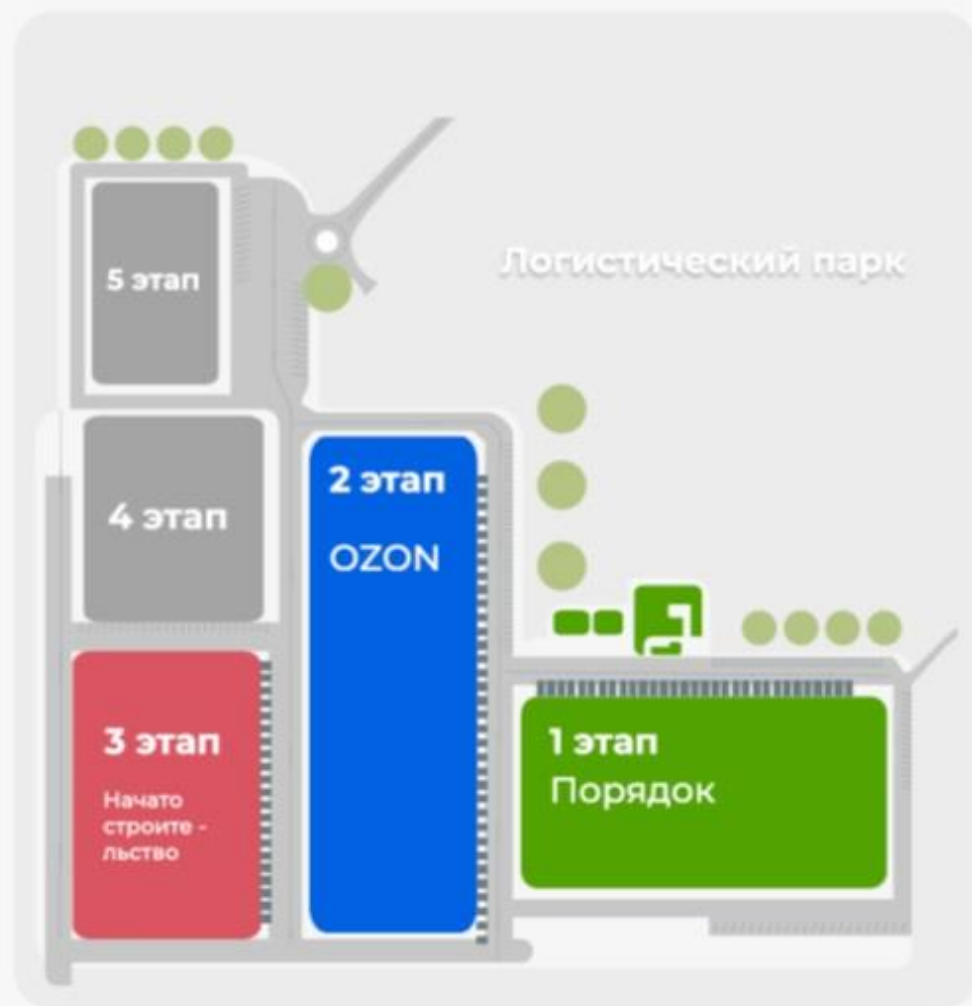 Логистический парк
5 этап
4 этап
2 этап
OZON
3 этап
Начато
строите -
льство
1 этап
Порядок